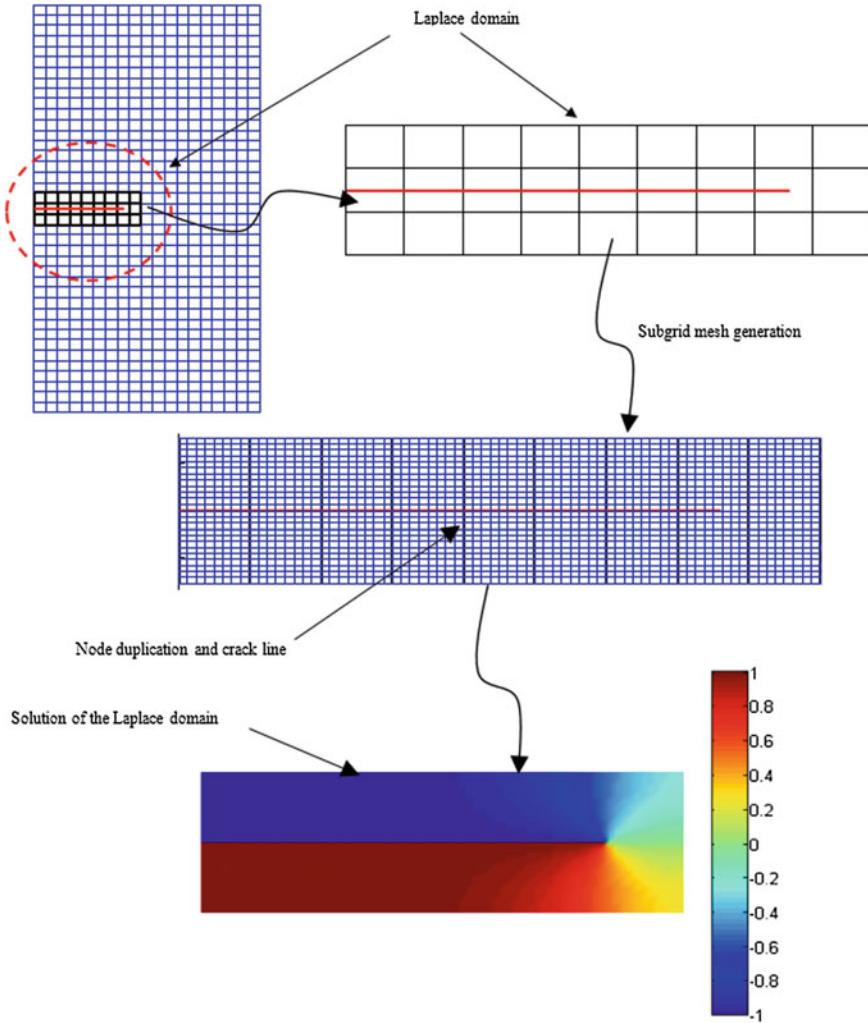 Laplace domain
Subgrid mesh generation
Node duplication and crack line
Solution of the Laplace domain
1
0.8
0.6
0.4
0.2
0
-0.2
-0.4
-0.6
-0.8
-1